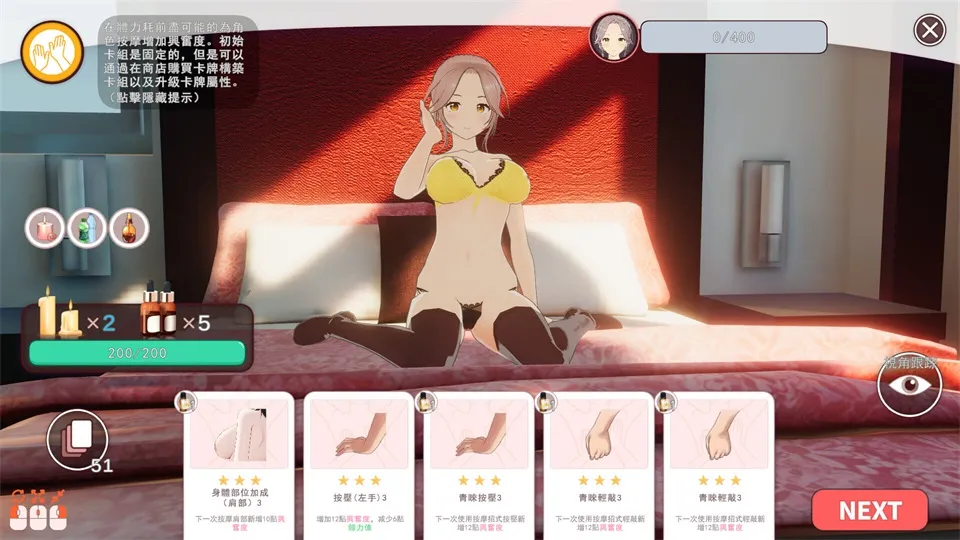 在體力耗前盡可能的為角
色按摩增加興奮度。初始
卡組是固定的，但是可以
通過在商店購買卡牌構築
卡組以及升級卡牌屬性。
（點擊隱藏提示）
0/400
×2
×5
200/200
視角跟蹤
51
身體部位加成
（肩部）3
下一次按摩肩部新增10點興
奮度
按壓（左手）3
增加12點興奮度，減少6點
體力值
青睞按壓3
下一次使用按摩招式按壓新
增12點興奮度
青睞輕敲3
下一次使用按摩招式輕敲新
增12點興奮度
青睞輕敲3
下一次使用按摩招式輕敲新
增12點興奮度
NEXT